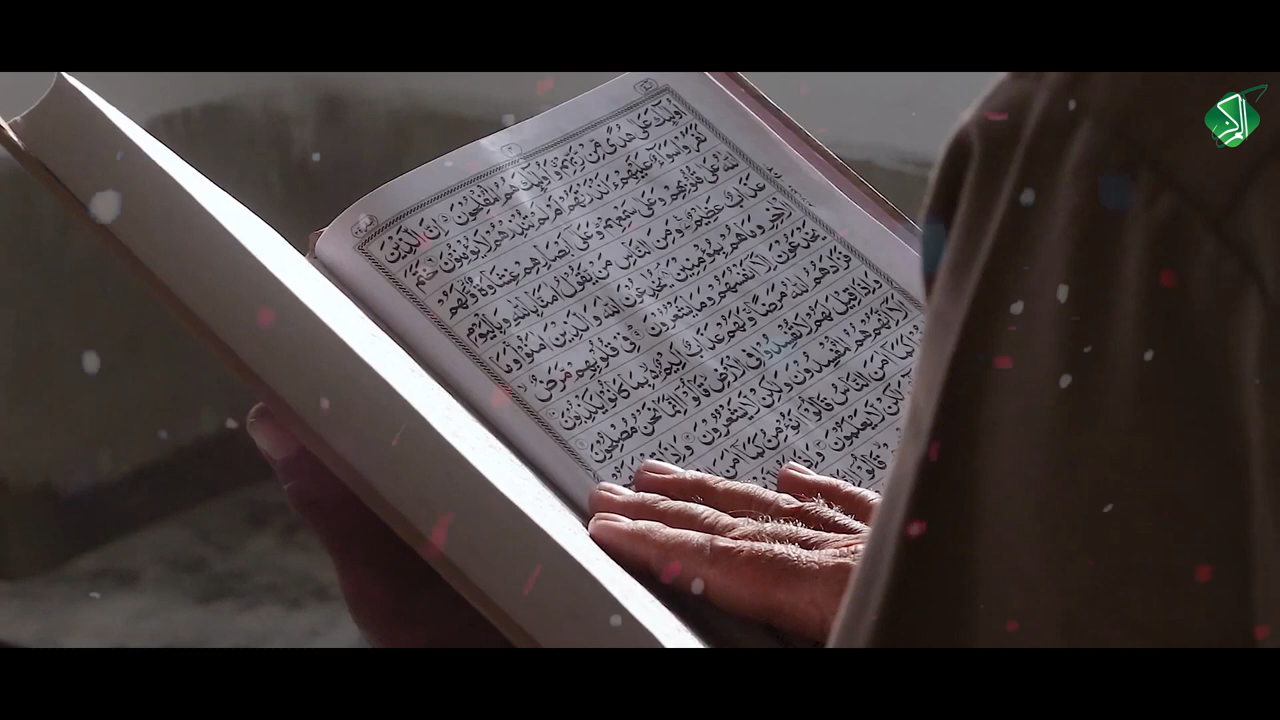 أُولَٰئِكَ عَلَىٰ هُدًى مِّن رَّبِّهِمْ وَأُولَٰئِكَ هُمُ الْمُفْلِحُونَ إِنَّ الَّذِينَ
كَفَرُوا سَوَاءٌ عَلَيْهِمْ ءَأَنذَرْتَهُمْ أَمْ لَمْ تُنذِرْهُمْ لَا يُؤْمِنُونَ خَتَمَ
اللَّهُ عَلَىٰ قُلُوبِهِمْ وَعَلَىٰ سَمْعِهِمْ وَعَلَىٰ أَبْصَارِهِمْ غِشَاوَةٌ وَلَهُمْ
عَذَابٌ عَظِيمٌ وَمِنَ النَّاسِ مَن يَقُولُ آمَنَّا بِاللَّهِ وَبِالْيَوْمِ
الْآخِرِ وَمَا هُم بِمُؤْمِنِينَ يُخَادِعُونَ اللَّهَ وَالَّذِينَ آمَنُوا وَمَا
يَخْدَعُونَ إِلَّا أَنفُسَهُمْ وَمَا يَشْعُرُونَ فِي قُلُوبِهِم مَّرَضٌ
فَزَادَهُمُ اللَّهُ مَرَضًا وَلَهُمْ عَذَابٌ أَلِيمٌ بِمَا كَانُوا يَكْذِبُونَ
وَإِذَا قِيلَ لَهُمْ لَا تُفْسِدُوا فِي الْأَرْضِ قَالُوا إِنَّمَا نَحْنُ مُصْلِحُونَ
أَلَا إِنَّهُمْ هُمُ الْمُفْسِدُونَ وَلَٰكِن لَّا يَشْعُرُونَ وَإِذَا
كَمَا آمَنَ النَّاسُ قَالُوا أَنُؤْمِنُ كَمَا آمَنَ
وَلَٰكِن لَّا يَعْلَمُونَ
قَالُوا